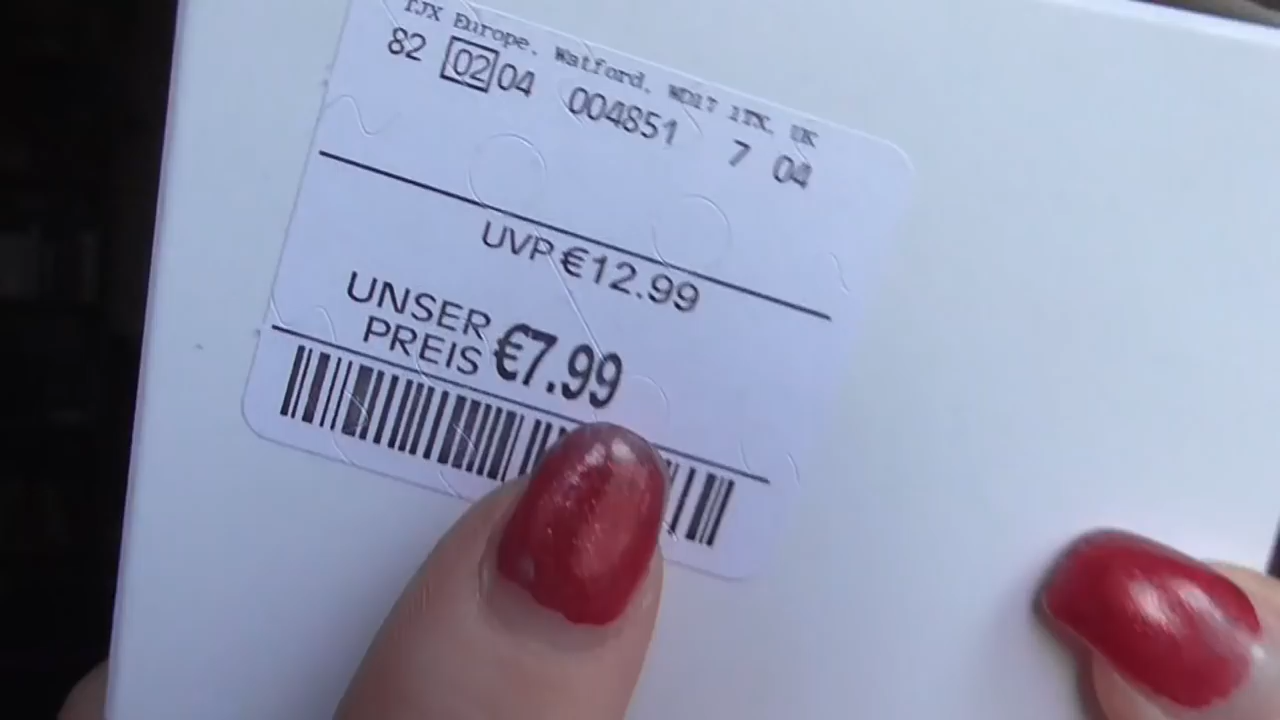 TJX Europe, Watford, WD17 1TX, UK
82 02 04 004851 7 04
UVP €12.99
UNSER
PREIS €7.99